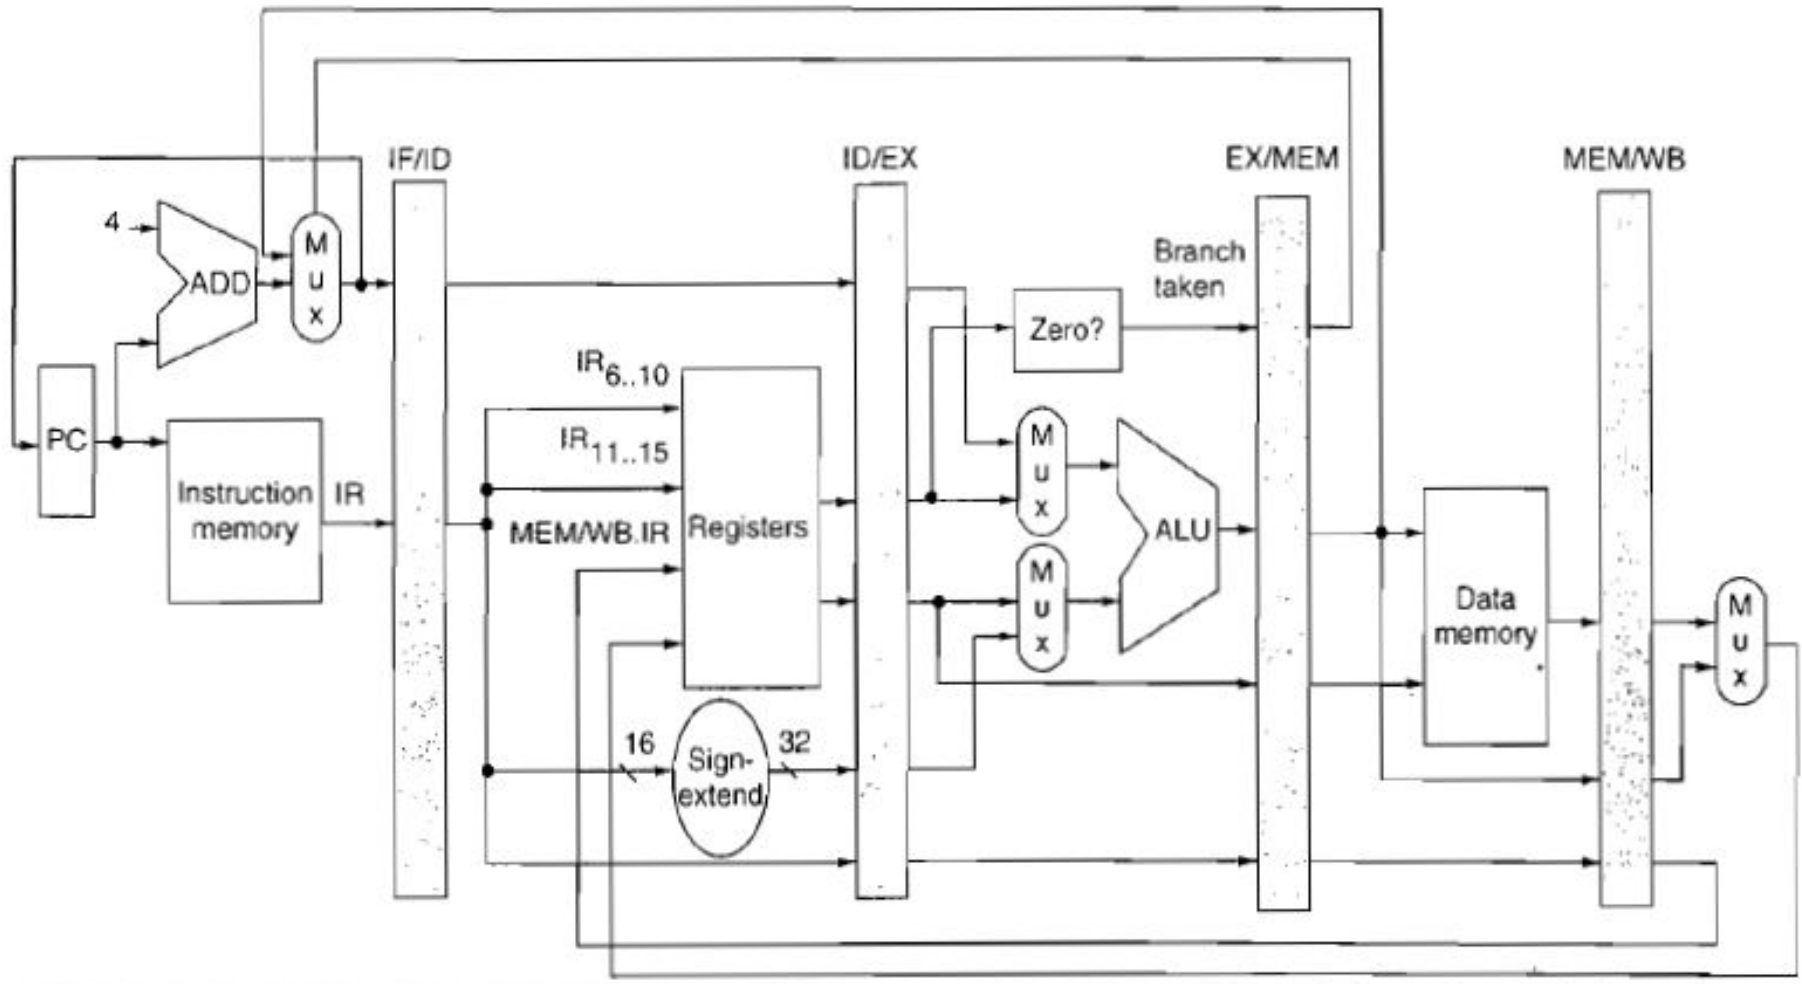 IF/ID
ID/EX
EX/MEM
MEM/WB
4
ADD
M
u
x
Branch
taken
Zero?
PC
Instruction
memory
IR
IR6..10
IR11..15
MEM/WB.IR
Registers
M
u
x
M
u
x
ALU
Data
memory
M
u
x
16
Sign-
extend
32